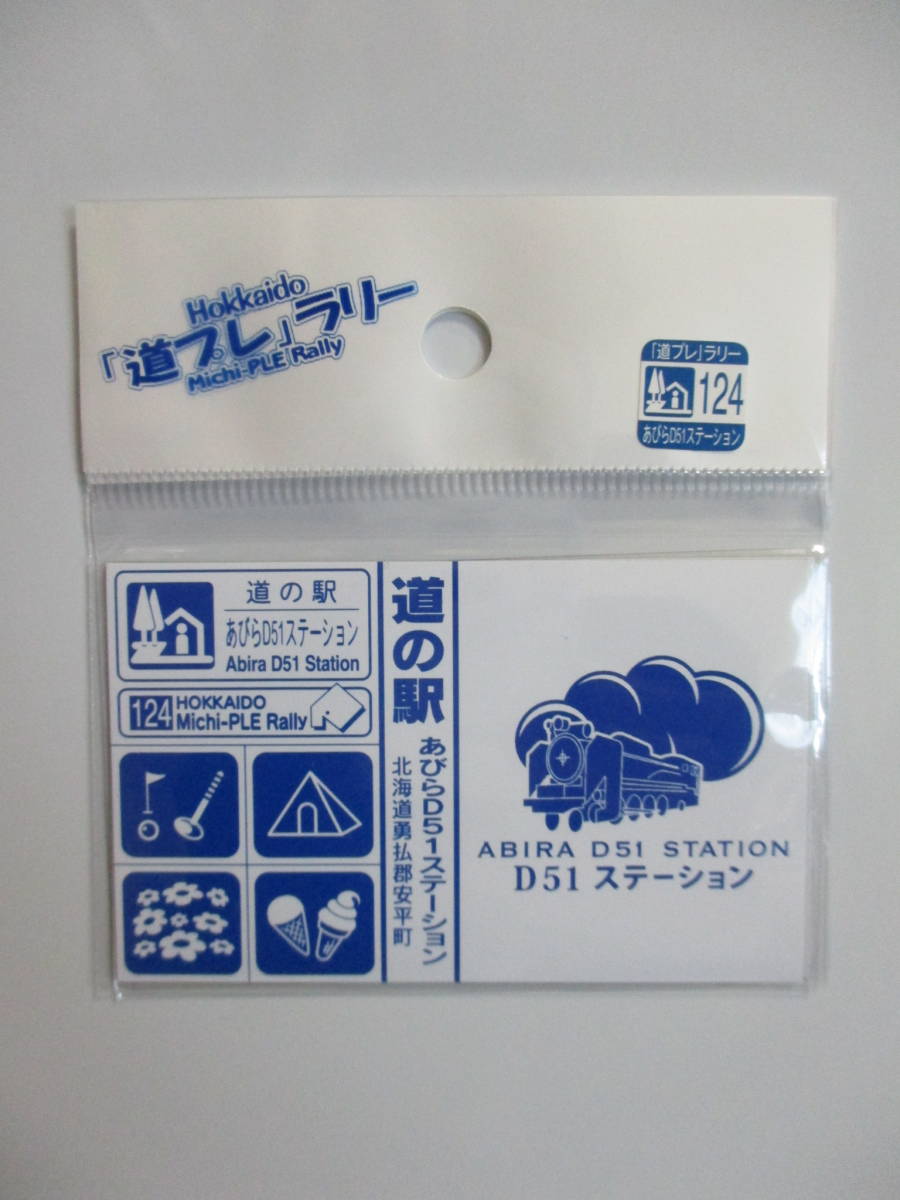 Hokkaido
「道プレ」ラリー
Michi-PLE Rally
「道プレ」ラリー
124
あびらD51ステーション
道の駅
あびらD51ステーション
Abira D51 Station
124 HOKKAIDO
Michi-PLE Rally
道の駅 あびらD51ステーション
北海道勇払郡安平町
ABIRA D51 STATION
D51 ステーション